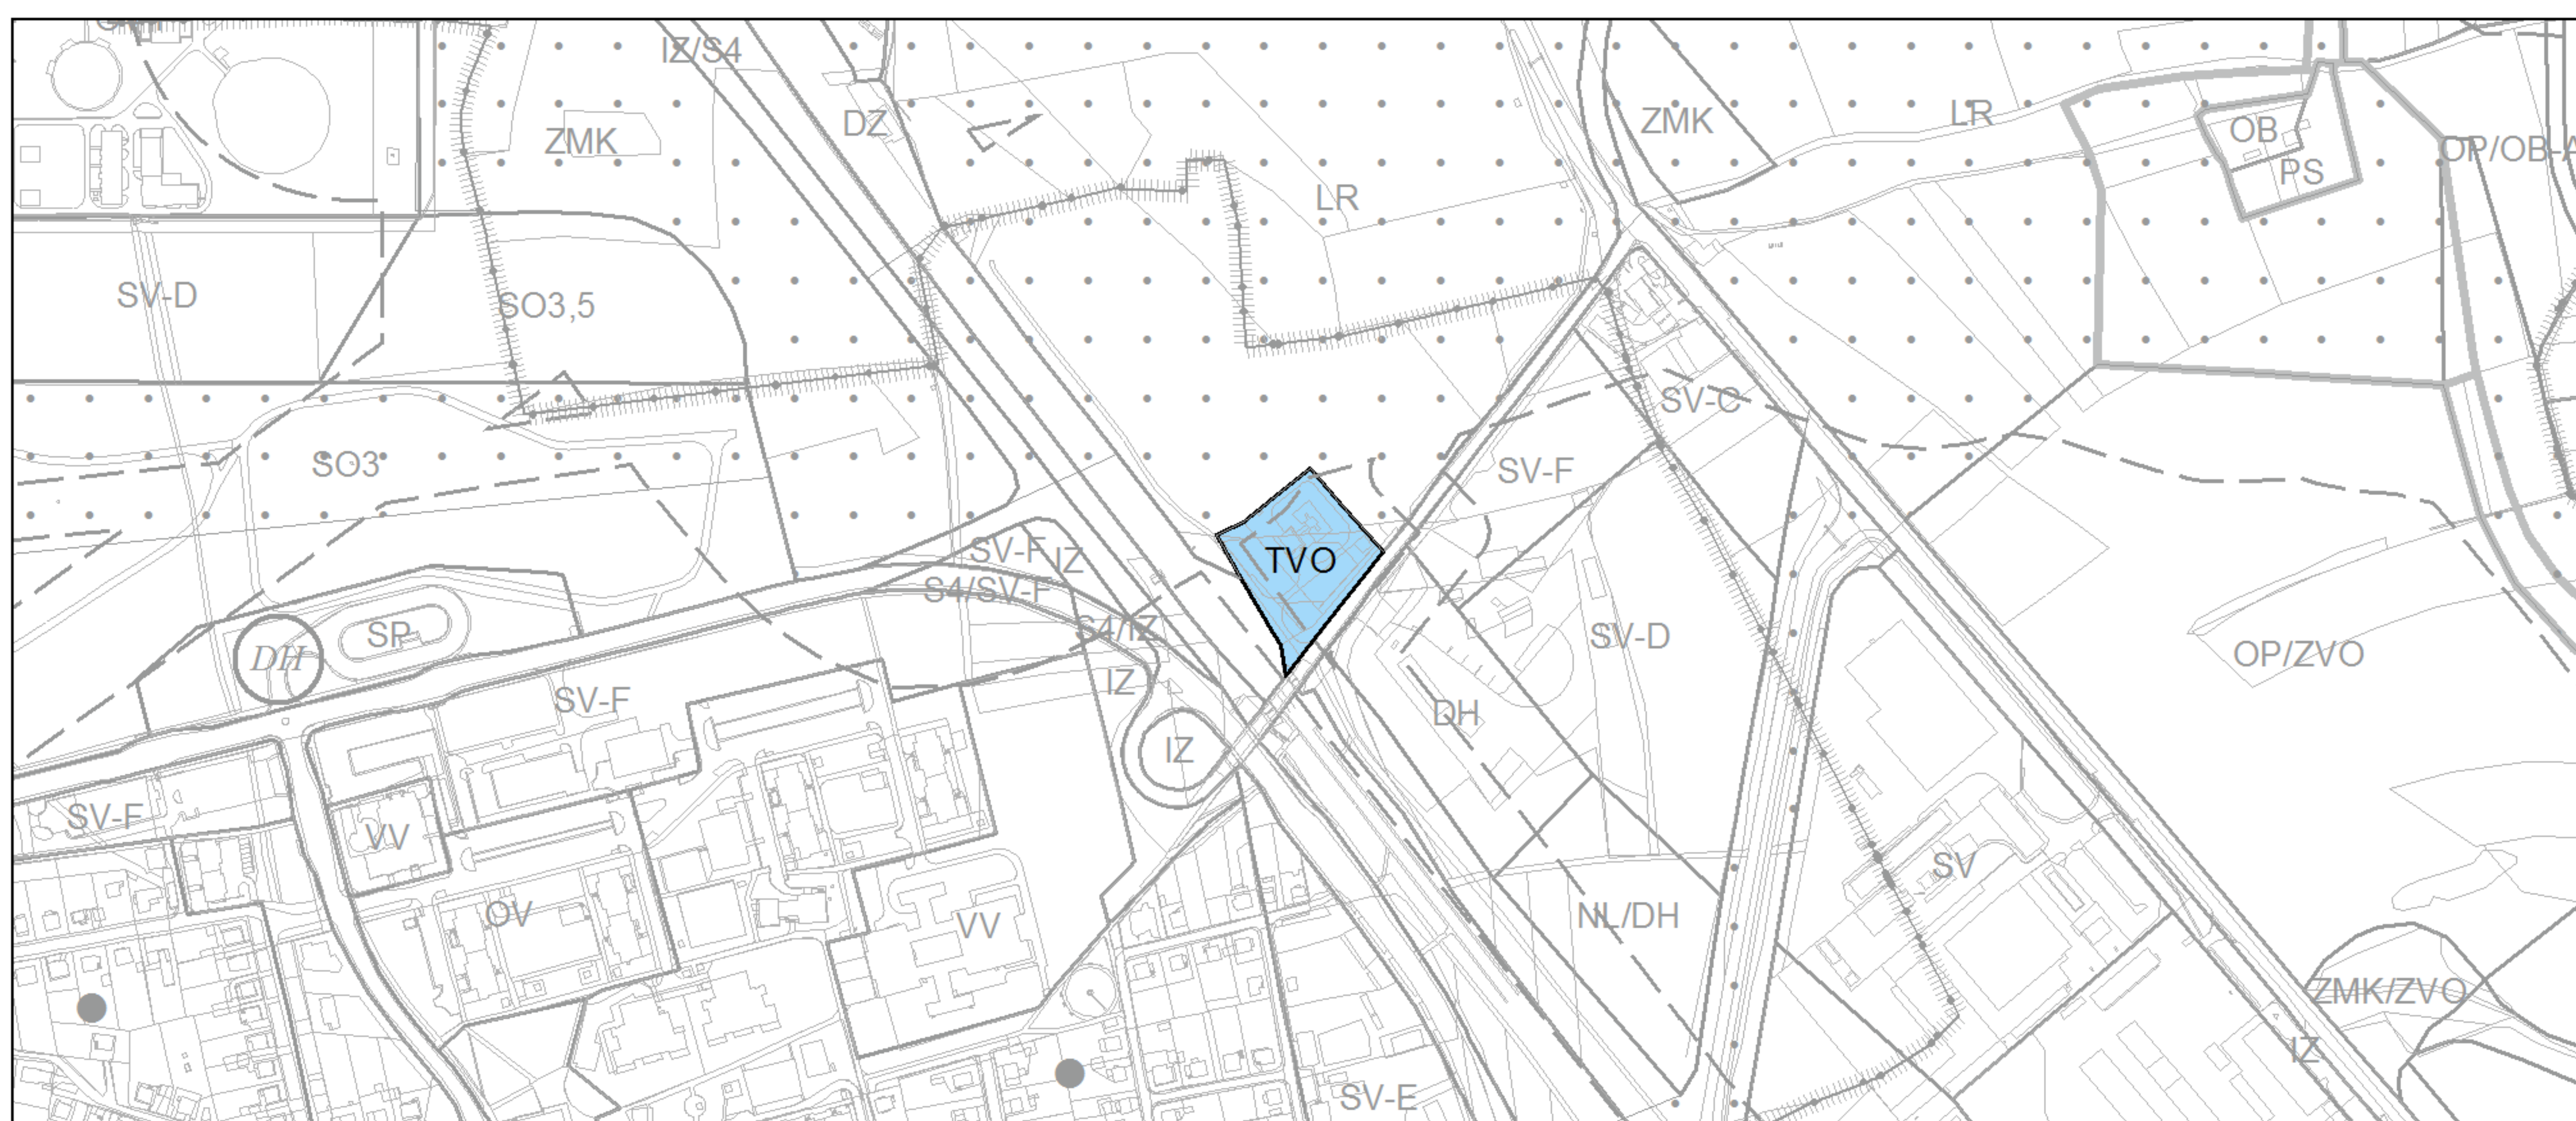 IZ/S4
DZ
ZMK
ZMK
LR
OB
OP/OB-A
PS
LR
SV-D
SO3,5
SV-C
SO3
SV-F
SV-F
IZ
TVO
S4/SV-F
S4/IZ
SP
DH
SV-D
OP/ZVO
IZ
SV-F
DH
IZ
SV-F
VV
SV
OV
VV
NL/DH
ZMK/ZVO
IZ
SV-E